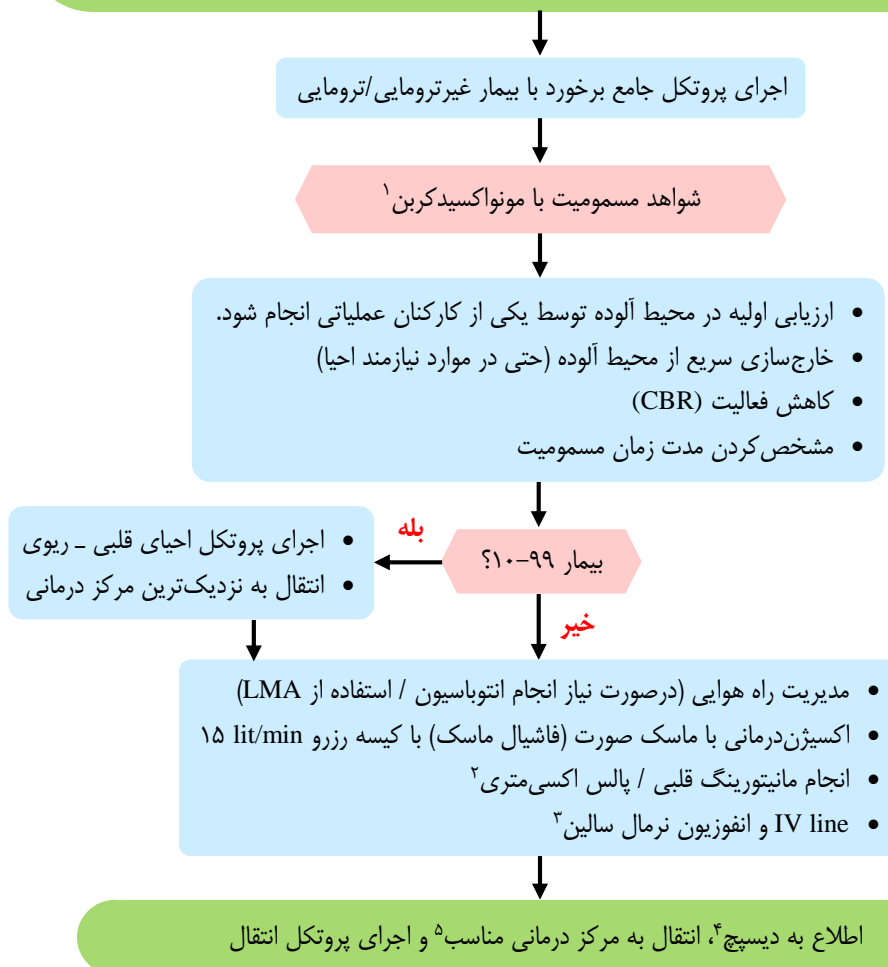 اجرای پروتکل جامع برخورد با بیمار غیرترومایی/ترومایی
شواهد مسمومیت با مونواکسیدکربن۱
• ارزیابی اولیه در محیط آلوده توسط یکی از کارکنان عملیاتی انجام شود.
• خارج‌سازی سریع از محیط آلوده (حتی در موارد نیازمند احیا)
• کاهش فعالیت (CBR)
• مشخص‌کردن مدت زمان مسمومیت
بیمار ۹۹-۱۰؟
بله
• اجرای پروتکل احیای قلبی ـ ریوی
• انتقال به نزدیک‌ترین مرکز درمانی
خیر
• مدیریت راه هوایی (درصورت نیاز انجام انتوباسیون / استفاده از LMA)
• اکسیژن‌درمانی با ماسک صورت (فاشیال ماسک) با کیسه رزرو ۱۵ lit/min
• انجام مانیتورینگ قلبی / پالس اکسی‌متری۲
• IV line و انفوزیون نرمال سالین۳
اطلاع به دیسپچ۴، انتقال به مرکز درمانی مناسب۵ و اجرای پروتکل انتقال